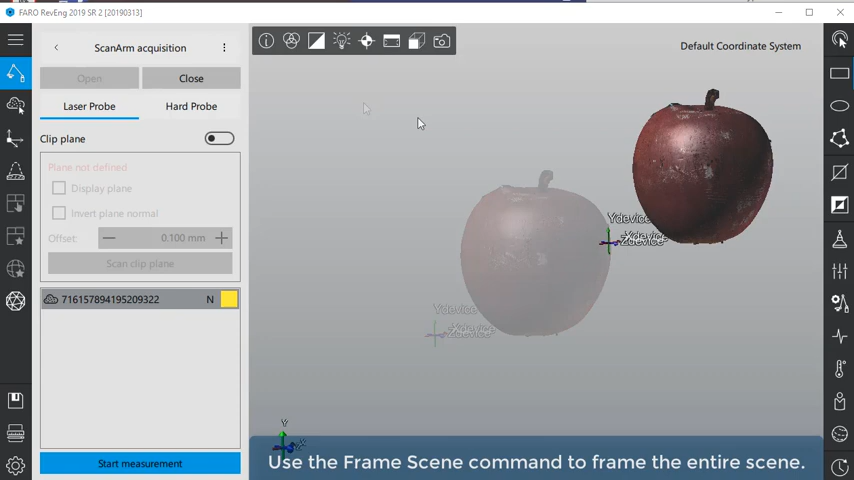 FARO RevEng 2019 SR 2 [20190313]
ScanArm acquisition
Default Coordinate System
Open
Close
Laser Probe
Hard Probe
Clip plane
Plane not defined
Display plane
Invert plane normal
Offset:
0.100 mm
Scan clip plane
716157894195209322
N
Ydevice
Xdevice
Zdevice
Ydevice
Xdevice
Zdevice
Y
Start measurement
Use the Frame Scene command to frame the entire scene.